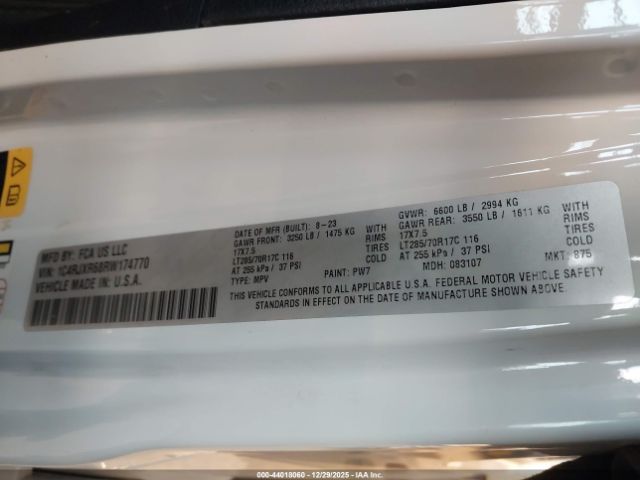 MFD BY: FCA US LLC
VIN: 1C4RJXR68RW174770
VEHICLE MADE IN: U.S.A.
DATE OF MFR (BUILT): 8-23
GAWR FRONT: 3250 LB / 1475 KG WITH
17X7.5 RIMS
LT285/70R17C 116 TIRES
AT 255 kPa / 37 PSI COLD
TYPE: MPV PAINT: PW7
GVWR: 6600 LB / 2994 KG
GAWR REAR: 3550 LB / 1611 KG WITH
17X7.5 RIMS
LT285/70R17C 116 TIRES
AT 255 kPa / 37 PSI COLD
MDH: 083107 MKT: 875
THIS VEHICLE CONFORMS TO ALL APPLICABLE U.S.A. FEDERAL MOTOR VEHICLE SAFETY
STANDARDS IN EFFECT ON THE DATE OF MANUFACTURE SHOWN ABOVE.
000-44018060 - 12/29/2025 - IAAI.COM